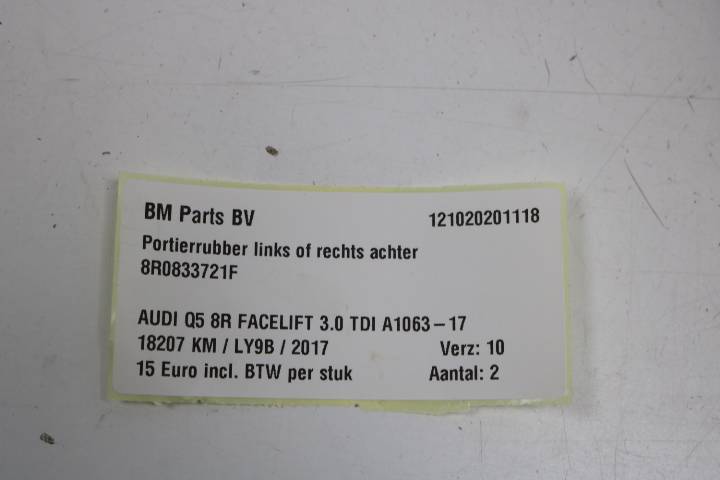 BM Parts BV 121020201118
Portierrubber links of rechts achter
8R0833721F
AUDI Q5 8R FACELIFT 3.0 TDI A1063-17
18207 KM / LY9B / 2017 Verz: 10
15 Euro incl. BTW per stuk Aantal: 2